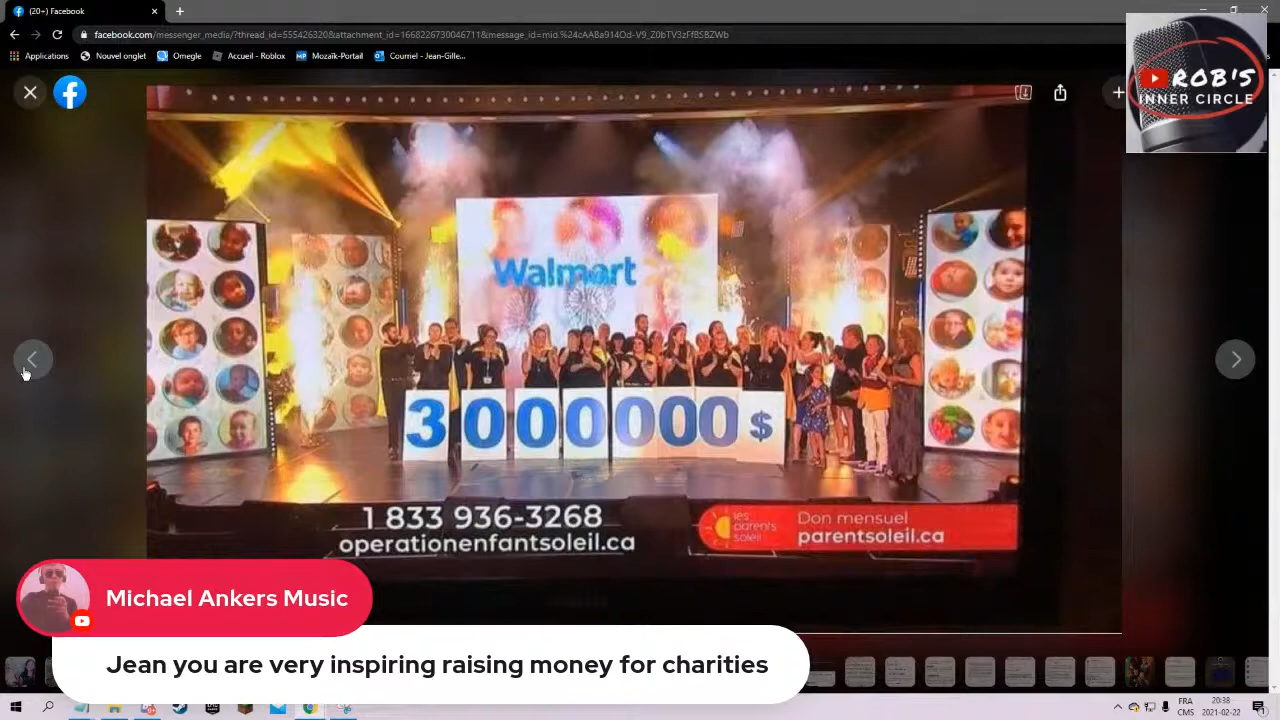 (20+) Facebook
facebook.com/messenger_media/?thread_id=555426320&attachment_id=1668226730046711&message_id=mid.%24cAABa914Od-V9_Z0bTV3zFfBSBZWb
Applications
Nouvel onglet
Omegle
Accueil - Roblox
Mozaïk-Portail
Courriel - Jean-Gille...
ROB'S
INNER CIRCLE
Walmart
3000000$
1 833 936-3268
operationenfantsoleil.ca
les
parents
soleil
Don mensuel
parentsoleil.ca
Michael Ankers Music
Jean you are very inspiring raising money for charities
FRA
CMS
20:38
2021-02-22